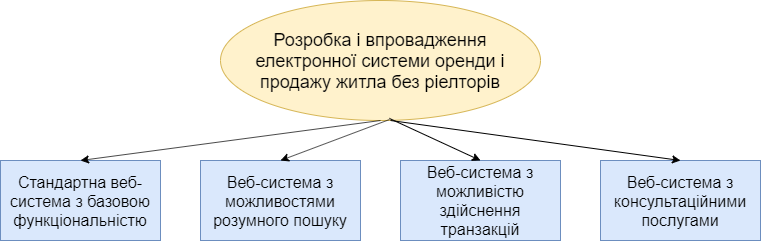 Розробка і впровадження
електронної системи оренди і
продажу житла без ріелторів
Стандартна веб-
система з базовою
функціональністю
Веб-система з
можливостями
розумного пошуку
Веб-система з
можливістю
здійснення
транзакцій
Веб-система з
консультаційними
послугами